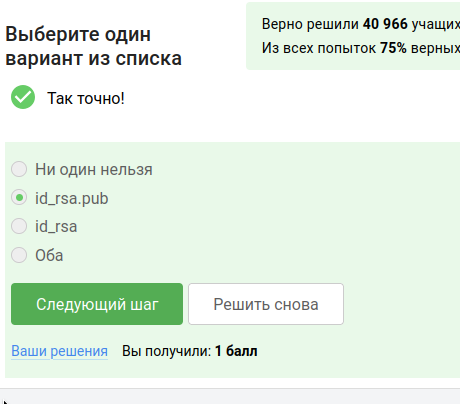 Выберите один
вариант из списка
Верно решили 40 966 учащих
Из всех попыток 75% верных
Так точно!
Ни один нельзя
id_rsa.pub
id_rsa
Оба
Следующий шаг
Решить снова
Ваши решения Вы получили: 1 балл